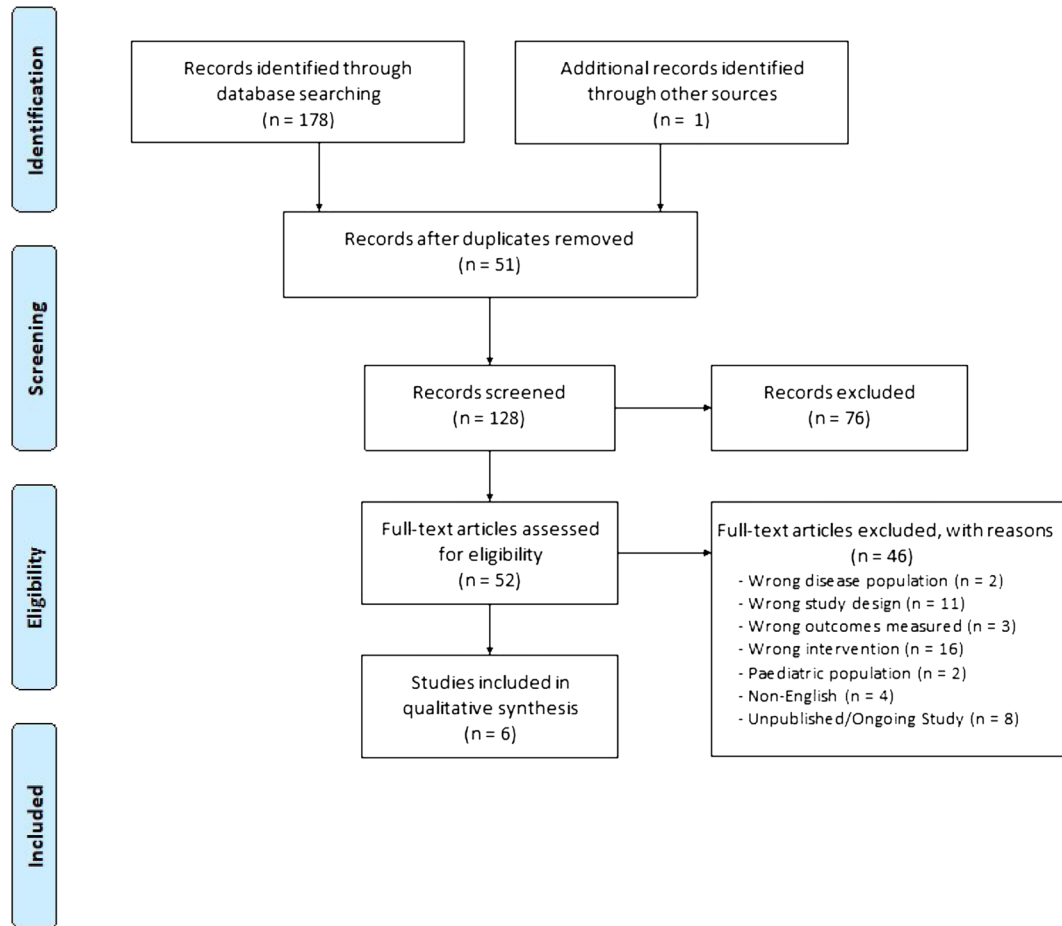 Identification
Records identified through
database searching
(n = 178)
Additional records identified
through other sources
(n = 1)
Records after duplicates removed
(n = 51)
Screening
Records screened
(n = 128)
Records excluded
(n = 76)
Eligibility
Full-text articles assessed
for eligibility
(n = 52)
Full-text articles excluded, with reasons
(n = 46)
- Wrong disease population (n = 2)
- Wrong study design (n = 11)
- Wrong outcomes measured (n = 3)
- Wrong intervention (n = 16)
- Paediatric population (n = 2)
- Non-English (n = 4)
- Unpublished/Ongoing Study (n = 8)
Studies included in
qualitative synthesis
(n = 6)
Included